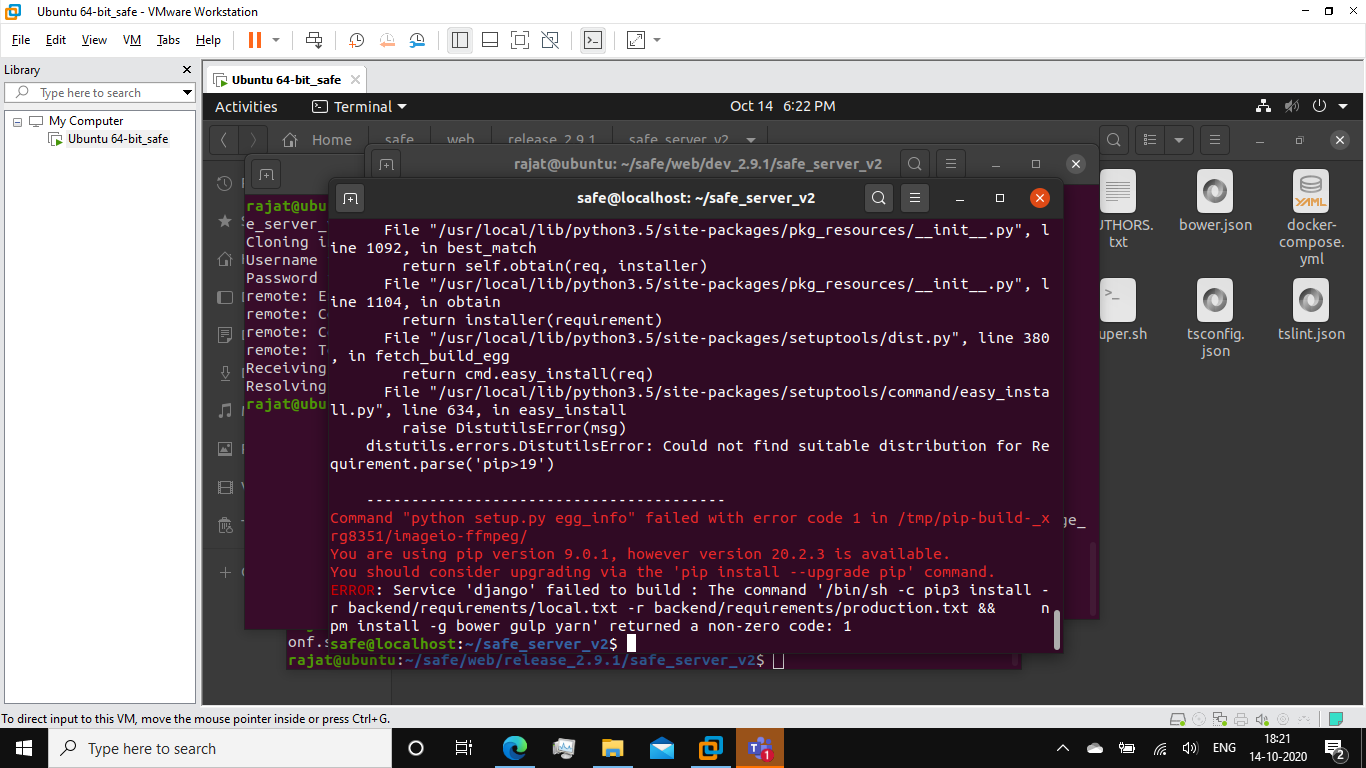 Ubuntu 64-bit_safe - VMware Workstation
File Edit View VM Tabs Help
Library
Type here to search
My Computer
Ubuntu 64-bit_safe
Ubuntu 64-bit_safe
Activities Terminal Oct 14 6:22 PM
Home safe web release_2.9.1 safe_server_v2
rajat@ubuntu: ~/safe/web/dev_2.9.1/safe_server_v2
safe@localhost: ~/safe_server_v2
rajat@ubu
e_server_
Cloning i
Username
Password
remote: E
remote: C
remote: C
remote: T
Receiving
Resolving
rajat@ubu
File "/usr/local/lib/python3.5/site-packages/pkg_resources/__init__.py", l
ine 1092, in best_match
return self.obtain(req, installer)
File "/usr/local/lib/python3.5/site-packages/pkg_resources/__init__.py", l
ine 1104, in obtain
return installer(requirement)
File "/usr/local/lib/python3.5/site-packages/setuptools/dist.py", line 380
, in fetch_build_egg
return cmd.easy_install(req)
File "/usr/local/lib/python3.5/site-packages/setuptools/command/easy_insta
ll.py", line 634, in easy_install
raise DistutilsError(msg)
distutils.errors.DistutilsError: Could not find suitable distribution for Re
quirement.parse('pip>19')
----------------------------------------
Command "python setup.py egg_info" failed with error code 1 in /tmp/pip-build-_x
rg8351/imageio-ffmpeg/
You are using pip version 9.0.1, however version 20.2.3 is available.
You should consider upgrading via the 'pip install --upgrade pip' command.
ERROR: Service 'django' failed to build : The command '/bin/sh -c pip3 install -
r backend/requirements/local.txt -r backend/requirements/production.txt && n
pm install -g bower gulp yarn' returned a non-zero code: 1
safe@localhost:~/safe_server_v2$
ge_
onf.s
rajat@ubuntu:~/safe/web/release_2.9.1/safe_server_v2$
UTHORS.
txt
bower.json
docker-
compose.
yml
uper.sh
tsconfig.
json
tslint.json
To direct input to this VM, move the mouse pointer inside or press Ctrl+G.
Type here to search
1
ENG
18:21
14-10-2020
2